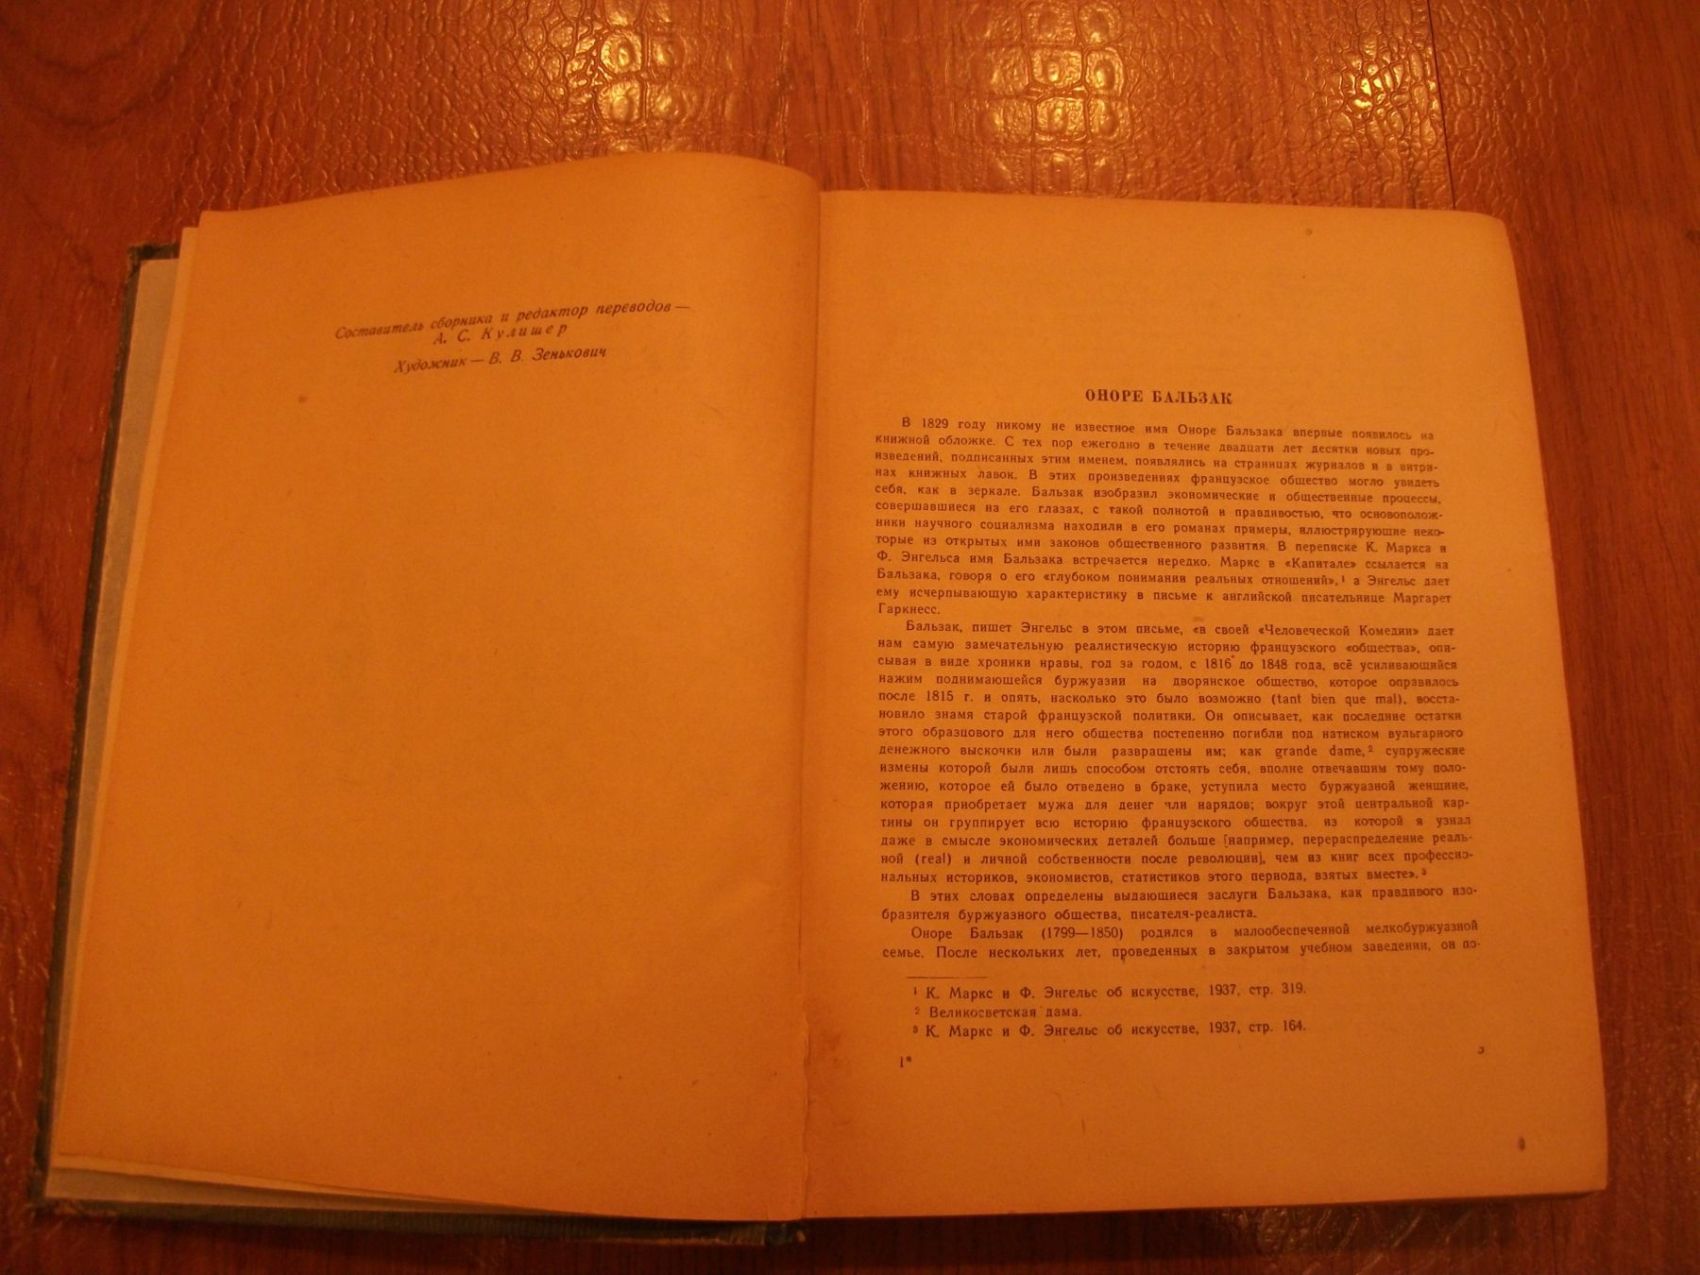 Составитель сборника и редактор переводов —
А. С. Кулишер
Художник — В. В. Зенькович
ОНОРЕ БАЛЬЗАК
В 1829 году никому не известное имя Оноре Бальзака впервые появилось на
книжной обложке. С тех пор ежегодно в течение двадцати лет десятки новых про-
изведений, подписанных этим именем, появлялись на страницах журналов и в витри-
нах книжных лавок. В этих произведениях французское общество могло увидеть
себя, как в зеркале. Бальзак изобразил экономические и общественные процессы,
совершавшиеся на его глазах, с такой полнотой и правдивостью, что основополож-
ники научного социализма находили в его романах примеры, иллюстрирующие неко-
торые из открытых ими законов общественного развития. В переписке К. Маркса и
Ф. Энгельса имя Бальзака встречается нередко. Маркс в «Капитале» ссылается на
Бальзака, говоря о его «глубоком понимании реальных отношений»,¹ а Энгельс дает
ему исчерпывающую характеристику в письме к английской писательнице Маргарет
Гаркнесс.
Бальзак, пишет Энгельс в этом письме, «в своей «Человеческой Комедии» дает
нам самую замечательную реалистическую историю французского «общества», опи-
сывая в виде хроники нравы, год за годом, с 1816 до 1848 года, всё усиливающийся
нажим поднимающейся буржуазии на дворянское общество, которое оправилось
после 1815 г. и опять, насколько это было возможно (tant bien que mal), восста-
новило знамя старой французской политики. Он описывает, как последние остатки
этого образцового для него общества постепенно погибли под натиском вульгарного
денежного выскочки или были развращены им; как grande dame,² супружеские
измены которой были лишь способом отстоять себя, вполне отвечавшим тому поло-
жению, которое ей было отведено в браке, уступила место буржуазной женщине,
которая приобретает мужа для денег или нарядов; вокруг этой центральной кар-
тины он группирует всю историю французского общества, из которой я узнал
даже в смысле экономических деталей больше [например, перераспределение реаль-
ной (real) и личной собственности после революции], чем из книг всех профессио-
нальных историков, экономистов, статистиков этого периода, взятых вместе».³
В этих словах определены выдающиеся заслуги Бальзака, как правдивого изо-
бразителя буржуазного общества, писателя-реалиста.
Оноре Бальзак (1799—1850) родился в малообеспеченной мелкобуржуазной
семье. После нескольких лет, проведенных в закрытом учебном заведении, он по-
¹ К. Маркс и Ф. Энгельс об искусстве, 1937, стр. 319.
² Великосветская дама.
³ К. Маркс и Ф. Энгельс об искусстве, 1937, стр. 164.
1*
3